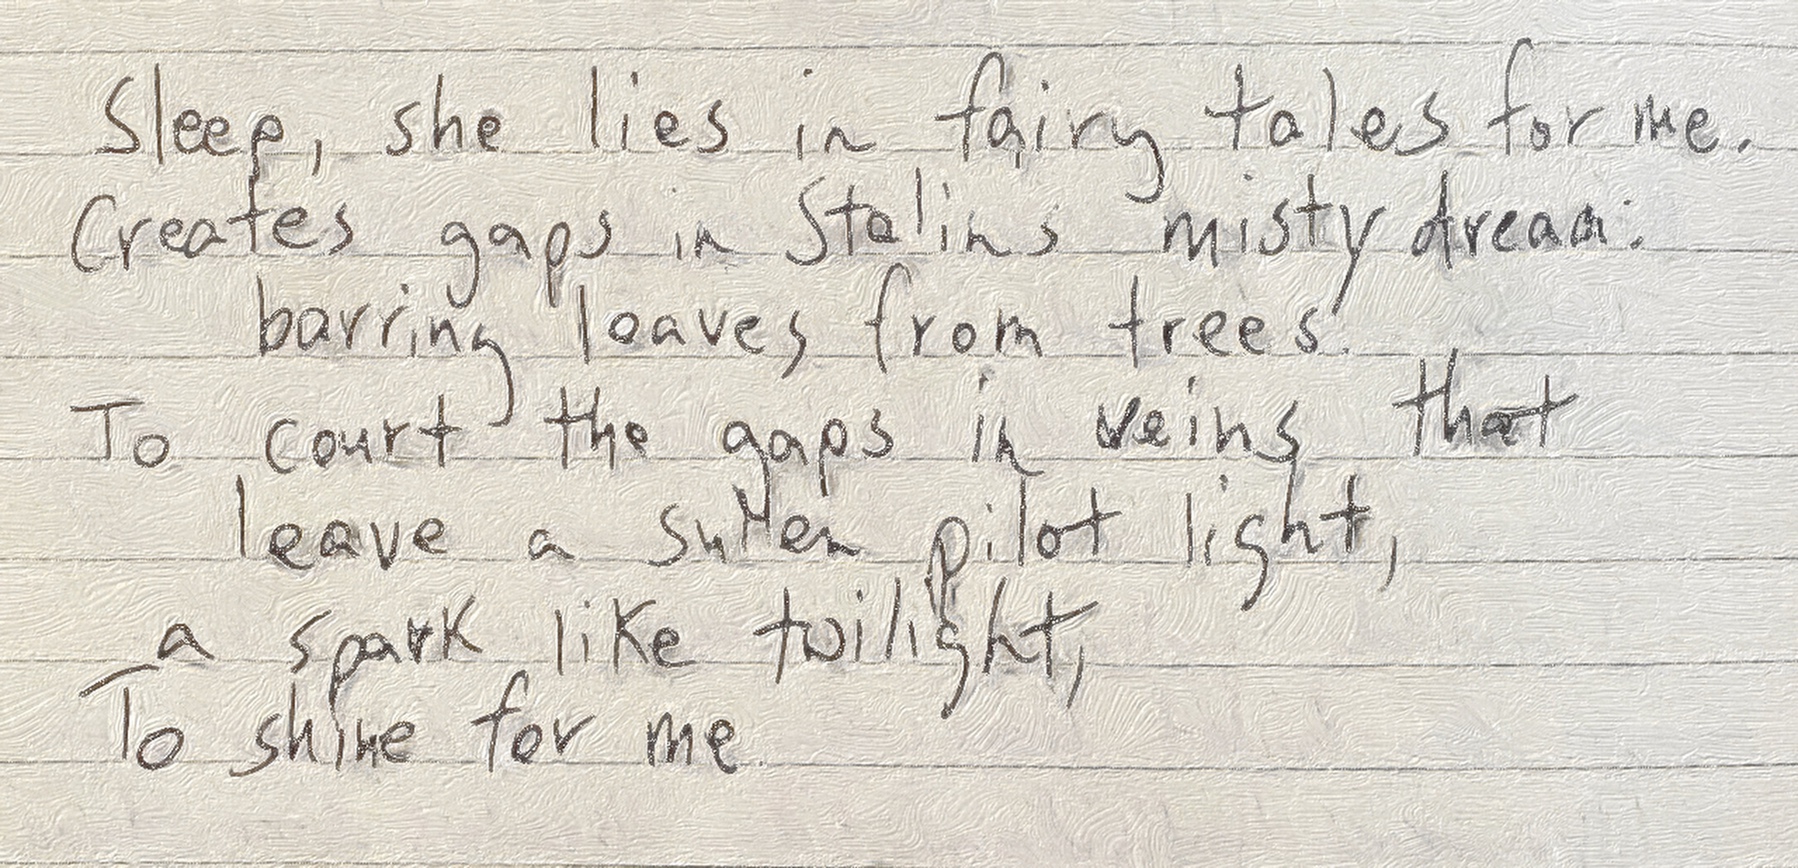 Sleep, she lies in fairy tales for me.
Creates gaps in Stalins misty dream:
barring leaves from trees.
To court the gaps in veins that
leave a sullen pilot light,
a spark like twilight,
To shine for me.